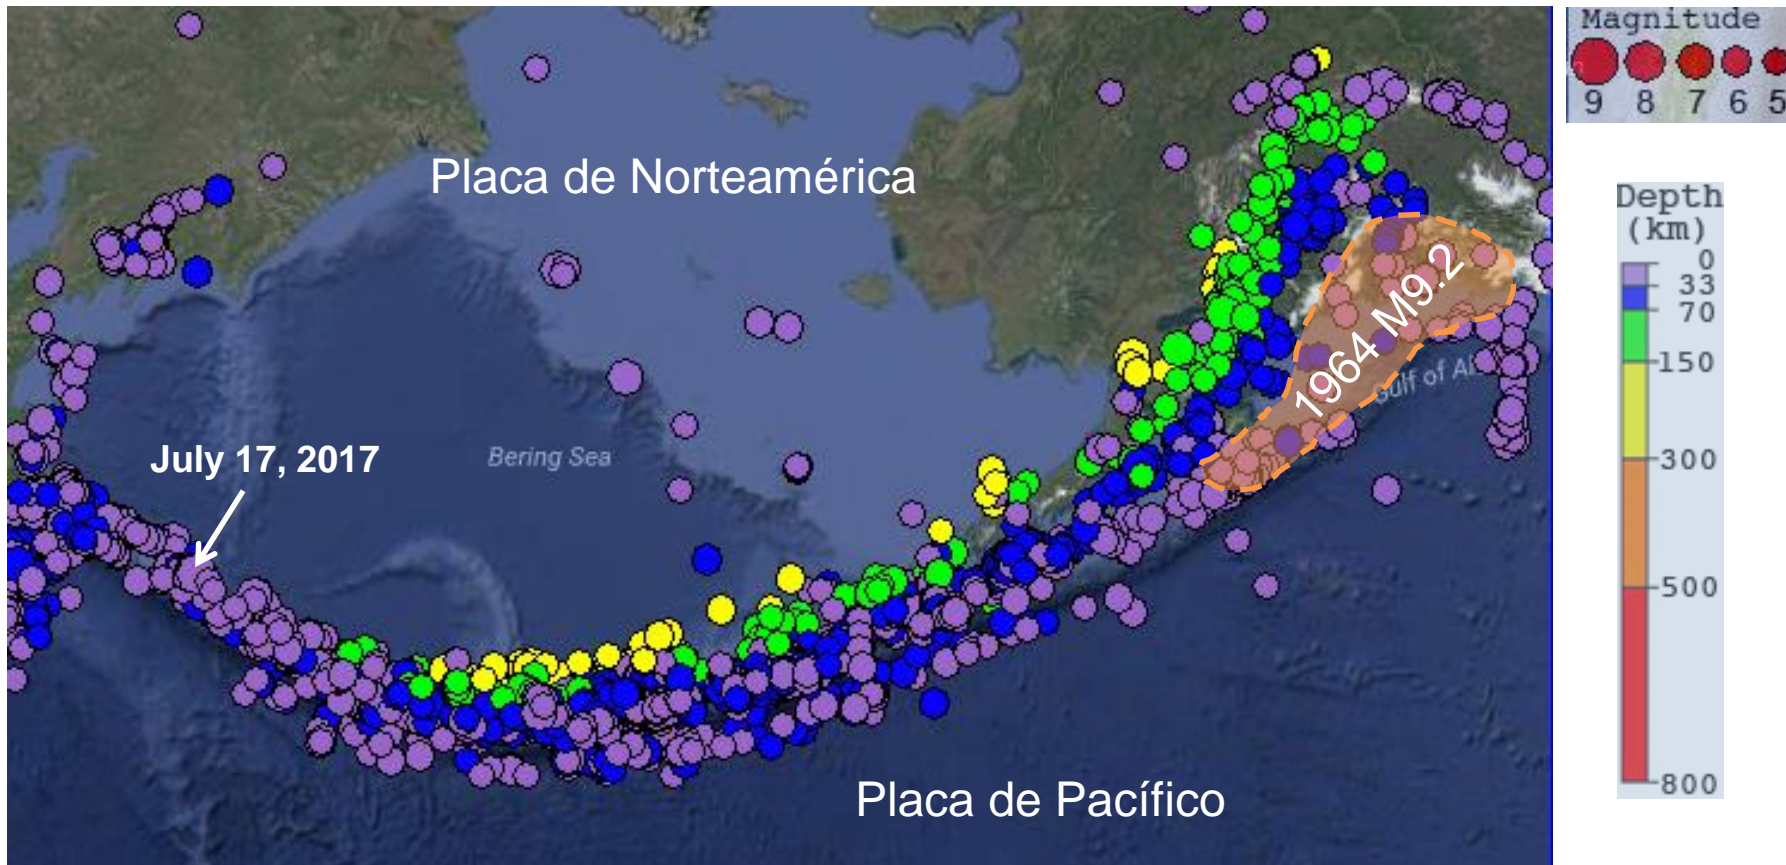 Placa de Norteamérica
July 17, 2017
Bering Sea
1964 M9.2
Gulf of Al
Placa de Pacífico
Magnitude
9 8 7 6 5
Depth
(km)
0
33
70
150
300
500
800